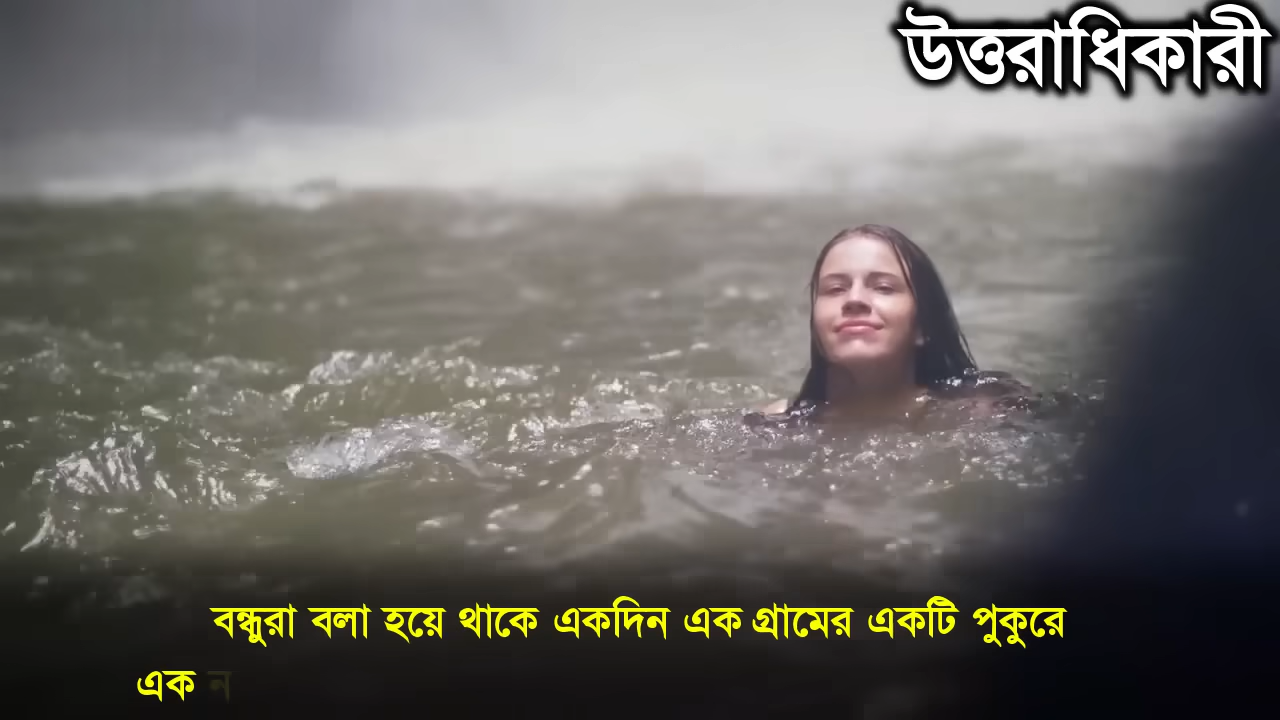 উত্তরাধিকারী
বন্ধুরা বলা হয়ে থাকে একদিন এক গ্রামের একটি পুকুরে
এক ন